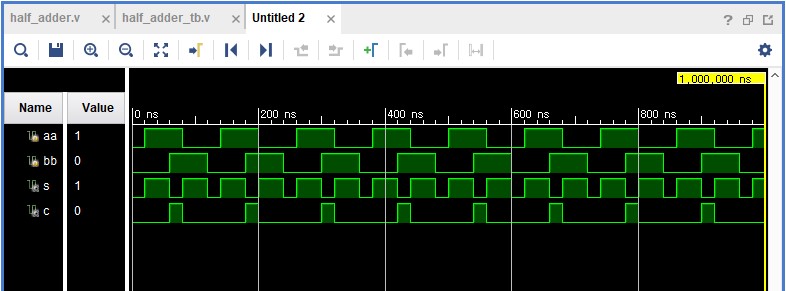 half_adder.v × half_adder_tb.v × Untitled 2 × ?
1,000,000 ns
Name Value 0 ns 200 ns 400 ns 600 ns 800 ns
aa 1
bb 0
s 1
c 0